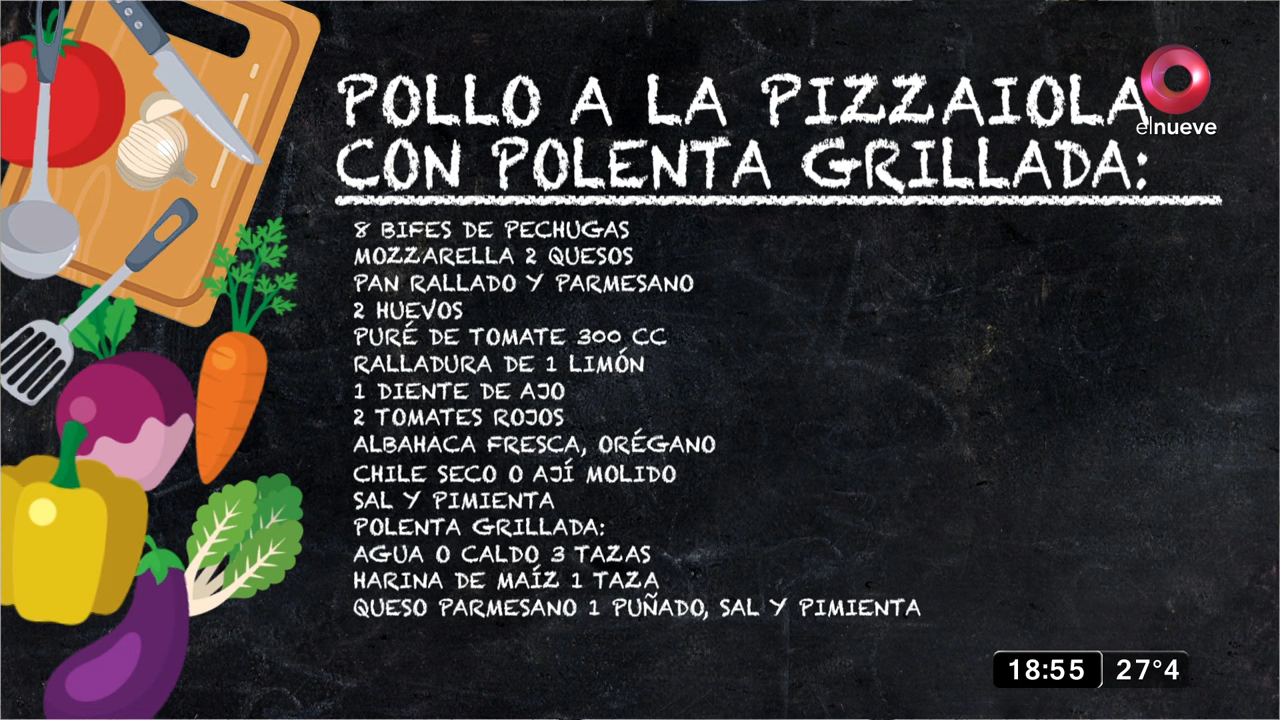 POLLO A LA PIZZAIOLA
CON POLENTA GRILLADA:
elnueve
8 BIFES DE PECHUGAS
MOZZARELLA 2 QUESOS
PAN RALLADO Y PARMESANO
2 HUEVOS
PURÉ DE TOMATE 300 CC
RALLADURA DE 1 LIMÓN
1 DIENTE DE AJO
2 TOMATES ROJOS
ALBAHACA FRESCA, ORÉGANO
CHILE SECO O AJÍ MOLIDO
SAL Y PIMIENTA
POLENTA GRILLADA:
AGUA O CALDO 3 TAZAS
HARINA DE MAÍZ 1 TAZA
QUESO PARMESANO 1 PUÑADO, SAL Y PIMIENTA
18:55 27°4